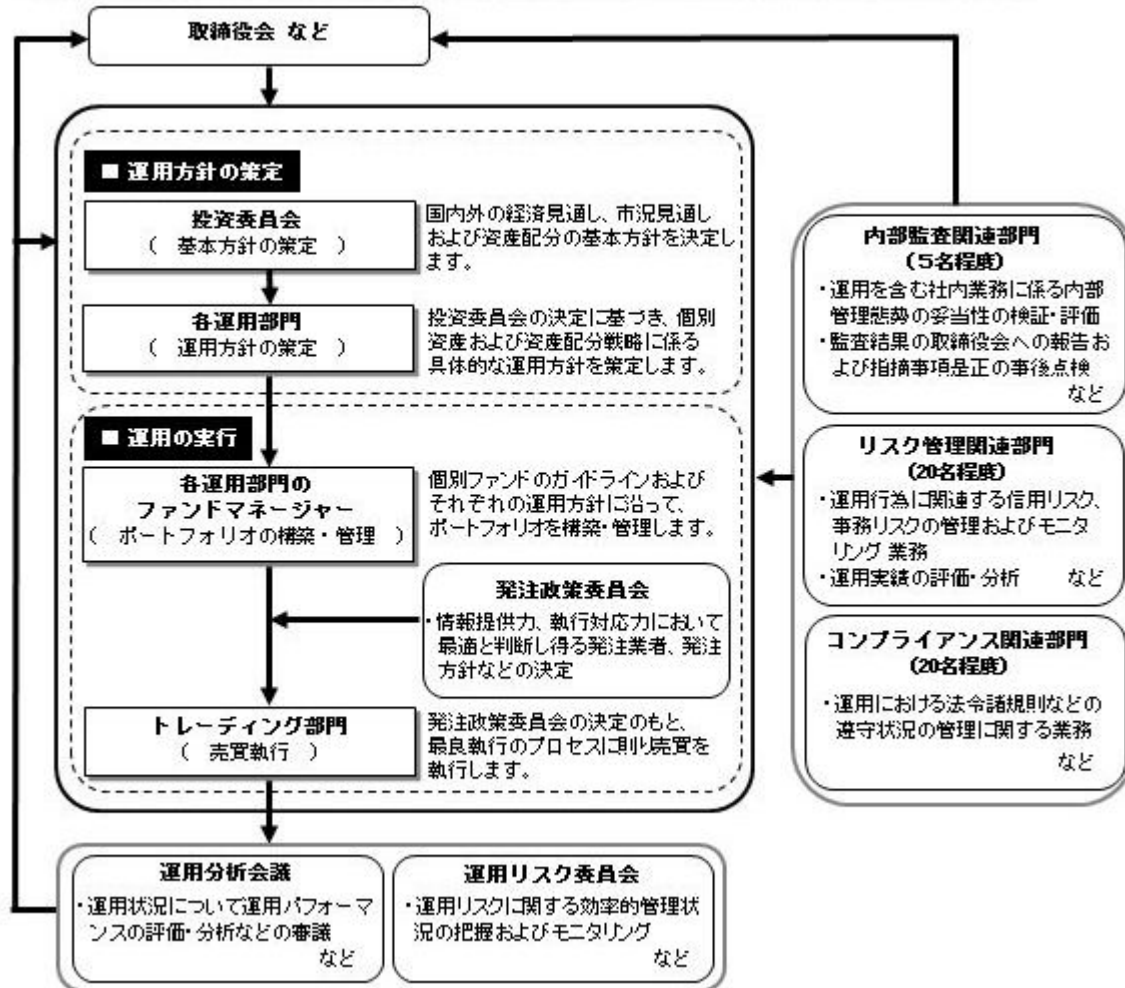 取締役会 など
■ 運用方針の策定
投資委員会
( 基本方針の策定 )
国内外の経済見通し、市況見通し
および資産配分の基本方針を決定し
ます。
各運用部門
( 運用方針の策定 )
投資委員会の決定に基づき、個別
資産および資産配分戦略に係る
具体的な運用方針を策定します。
■ 運用の実行
各運用部門の
ファンドマネージャー
( ポートフォリオの構築・管理 )
個別ファンドのガイドラインおよび
それぞれの運用方針に沿って、
ポートフォリオを構築・管理します。
発注政策委員会
・情報提供力、執行対応力において
最適と判断し得る発注業者、発注
方針などの決定
トレーディング部門
( 売買執行 )
発注政策委員会の決定のもと、
最良執行のプロセスに則り売買を
執行します。
運用分析会議
・運用状況について運用パフォーマ
ンスの評価・分析などの審議
など
運用リスク委員会
・運用リスクに関する効率的管理状
況の把握およびモニタリング
など
内部監査関連部門
(5名程度)
・運用を含む社内業務に係る内部
管理態勢の妥当性の検証・評価
・監査結果の取締役会への報告お
よび指摘事項是正の事後点検
など
リスク管理関連部門
(20名程度)
・運用行為に関連する信用リスク、
事務リスクの管理およびモニタ
リング 業務
・運用実績の評価・分析 など
コンプライアンス関連部門
(20名程度)
・運用における法令諸規則などの
遵守状況の管理に関する業務
など